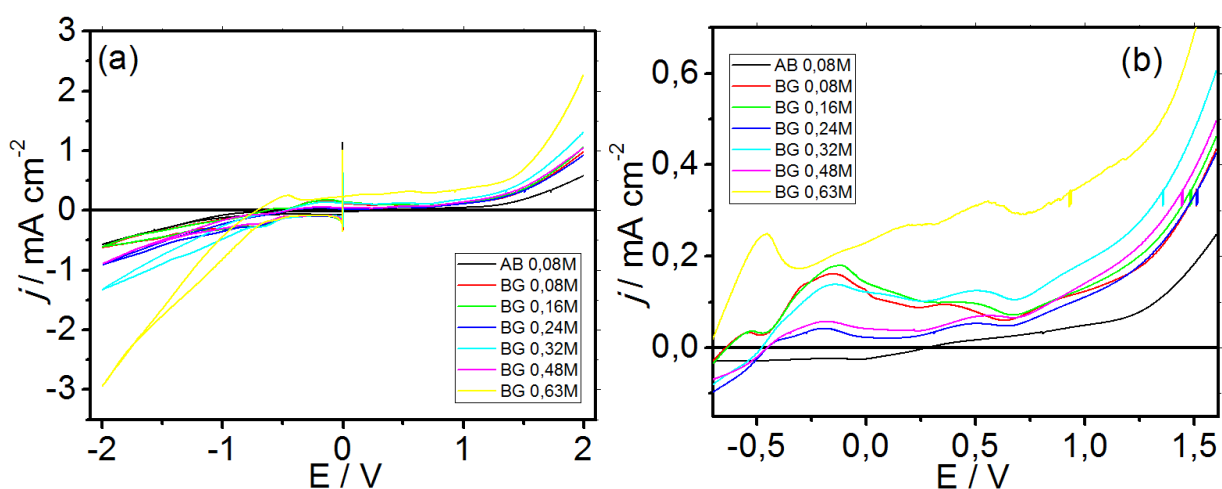 (a)
3
2
1
0
-1
-2
-3
j / mA cm-2
-2
-1
0
1
2
E / V
AB 0,08M
BG 0,08M
BG 0,16M
BG 0,24M
BG 0,32M
BG 0,48M
BG 0,63M
(b)
0,6
0,4
0,2
0,0
j / mA cm-2
-0,5
0,0
0,5
1,0
1,5
E / V
AB 0,08M
BG 0,08M
BG 0,16M
BG 0,24M
BG 0,32M
BG 0,48M
BG 0,63M